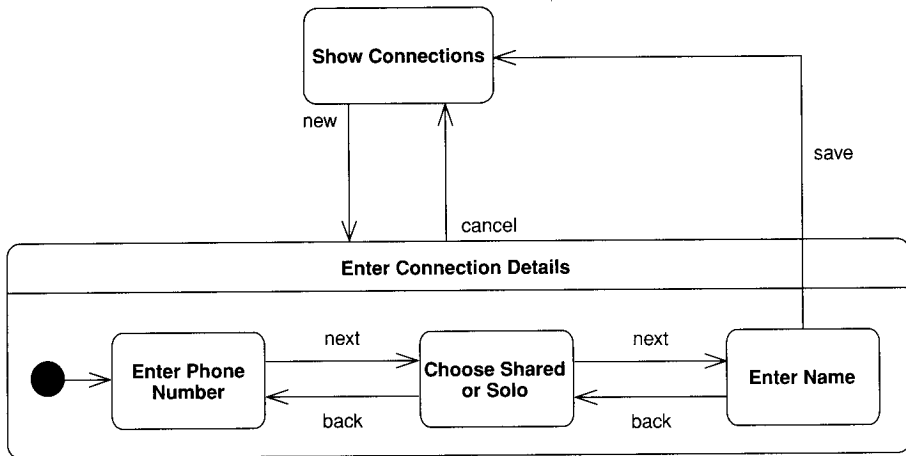 Show Connections
new
save
cancel
Enter Connection Details
next
next
Enter Phone
Number
Choose Shared
or Solo
Enter Name
back
back